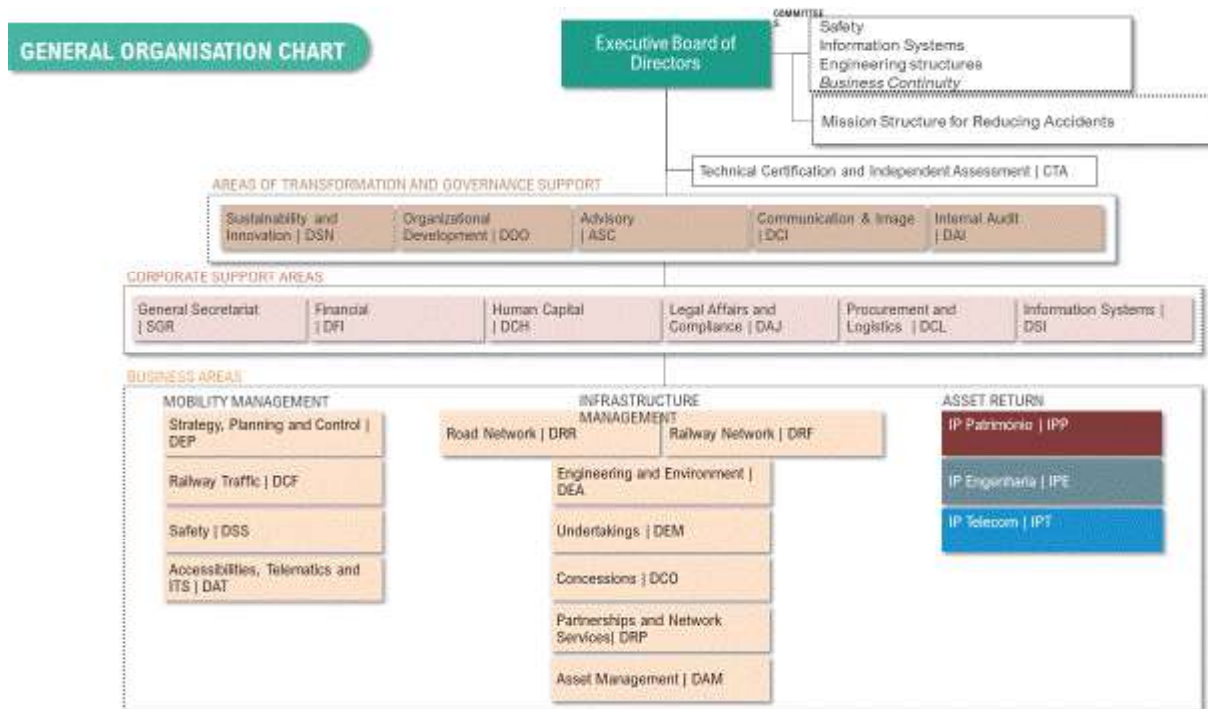 GENERAL ORGANISATION CHART
Executive Board of
Directors
COMMITTEE
S
Safety
Information Systems
Engineering structures
Business Continuity
Mission Structure for Reducing Accidents
Technical Certification and Independent Assessment | CTA
AREAS OF TRANSFORMATION AND GOVERNANCE SUPPORT
Sustainability and
Innovation | DSN
Organizational
Development | DDO
Advisory
| ASC
Communication & Image
| DCI
Internal Audit
| DAI
CORPORATE SUPPORT AREAS
General Secretariat
| SGR
Financial
| DFI
Human Capital
| DCH
Legal Affairs and
Compliance | DAJ
Procurement and
Logistics | DCL
Information Systems |
DSI
BUSINESS AREAS
MOBILITY MANAGEMENT
Strategy, Planning and Control |
DEP
Railway Traffic | DCF
Safety | DSS
Accessibilities, Telematics and
ITS | DAT
INFRASTRUCTURE
MANAGEMENT
Road Network | DRR
Railway Network | DRF
Engineering and Environment |
DEA
Undertakings | DEM
Concessions | DCO
Partnerships and Network
Services| DRP
Asset Management | DAM
ASSET RETURN
IP Património | IPP
IP Engenharia | IPE
IP Telecom | IPT